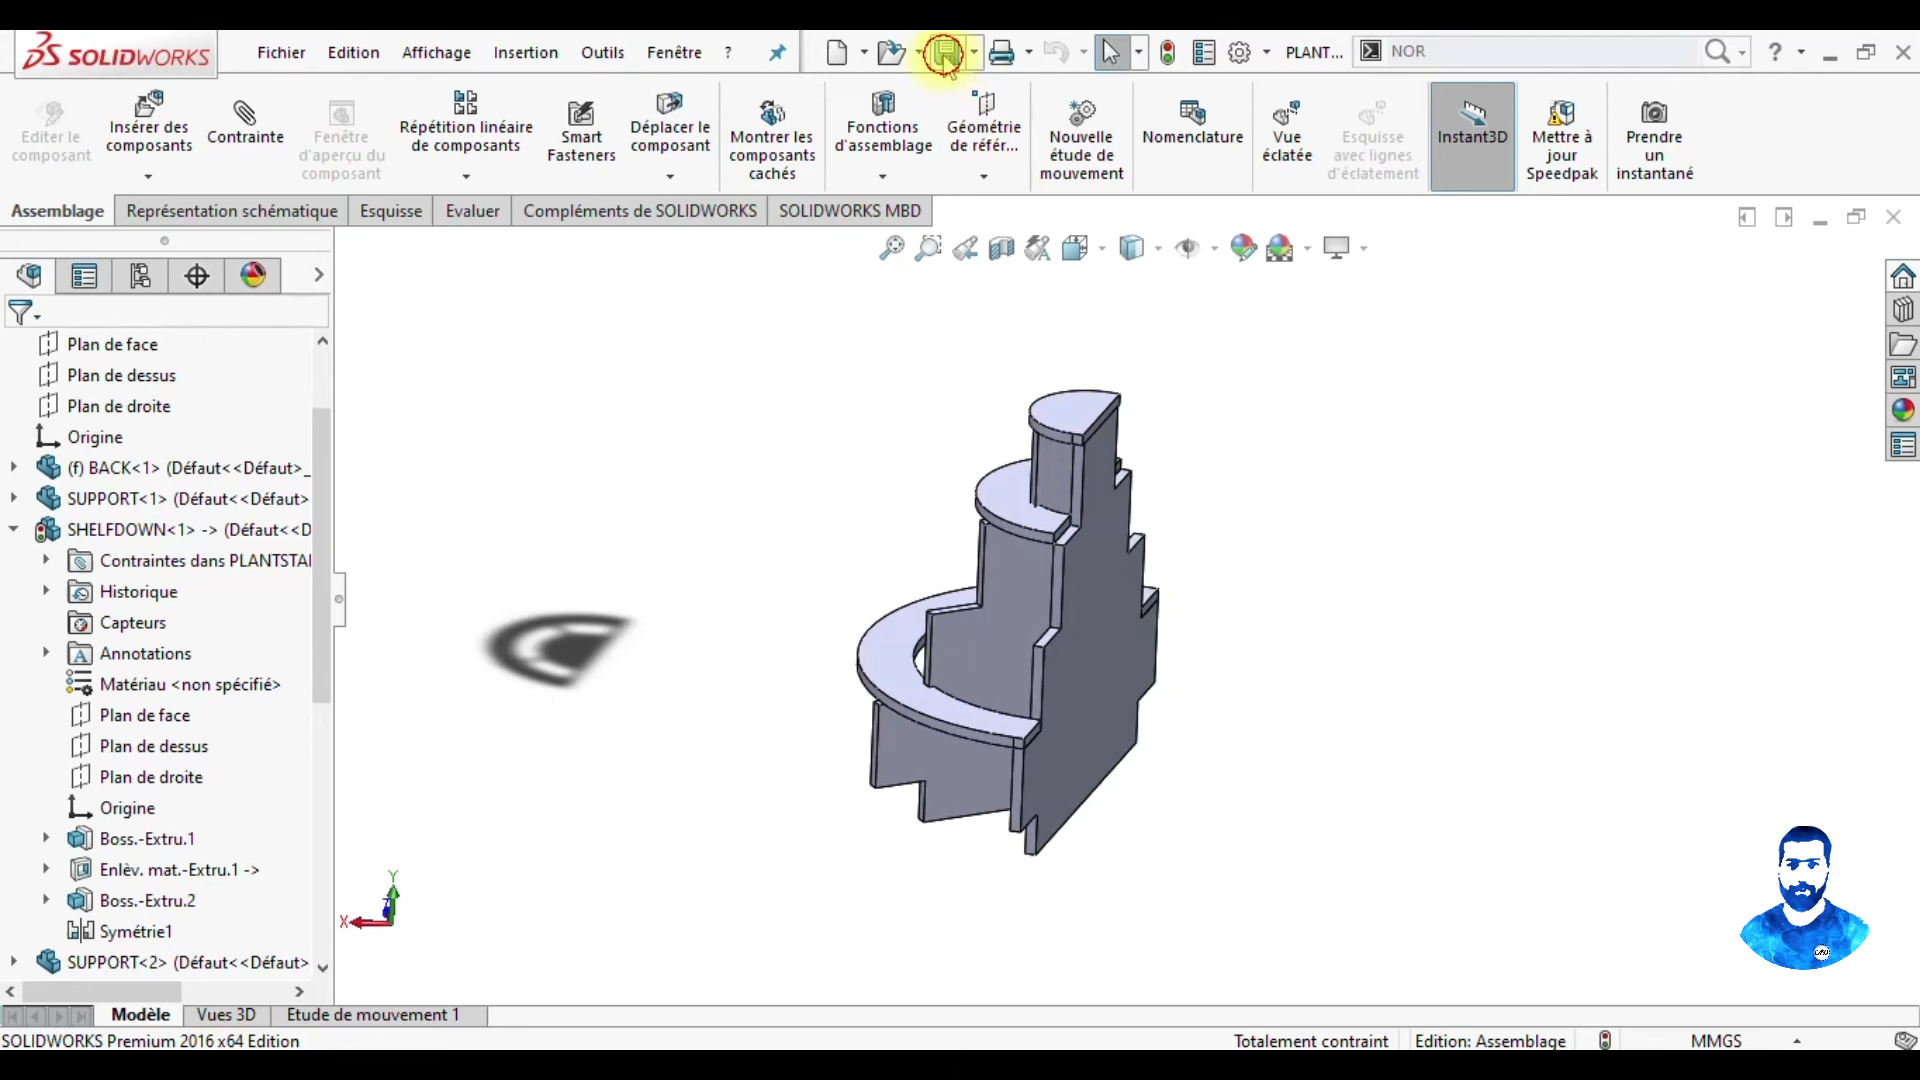 SOLIDWORKS
Fichier
Edition
Affichage
Insertion
Outils
Fenêtre
?
PLANT...
NOR
?
Editer le
composant
Insérer des
composants
Contrainte
Fenêtre
d'aperçu du
composant
Répétition linéaire
de composants
Smart
Fasteners
Déplacer le
composant
Montrer les
composants
cachés
Fonctions
d'assemblage
Géométrie
de référ...
Nouvelle
étude de
mouvement
Nomenclature
Vue
éclatée
Esquisse
avec lignes
d'éclatement
Instant3D
Mettre à
jour
Speedpak
Prendre
un
instantané
Assemblage
Représentation schématique
Esquisse
Evaluer
Compléments de SOLIDWORKS
SOLIDWORKS MBD
Plan de face
Plan de dessus
Plan de droite
Origine
(f) BACK<1> (Défaut<<Défaut>_
SUPPORT<1> (Défaut<<Défaut>
SHELFDOWN<1> -> (Défaut<<D
Contraintes dans PLANTSTA
Historique
Capteurs
Annotations
Matériau <non spécifié>
Plan de face
Plan de dessus
Plan de droite
Origine
Boss.-Extru.1
Enlèv. mat.-Extru.1 ->
Boss.-Extru.2
Symétrie1
SUPPORT<2> (Défaut<<Défaut>
Y
X
Modèle
Vues 3D
Etude de mouvement 1
SOLIDWORKS Premium 2016 x64 Edition
Totalement contraint
Edition: Assemblage
MMGS